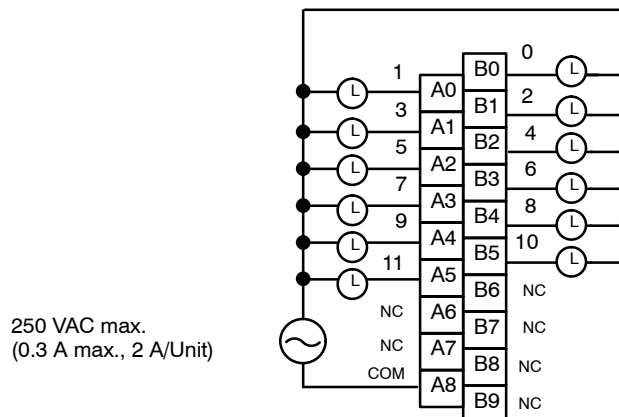 0
1 B0 L
L A0 2
3 B1 L
L A1 4
5 B2 L
L A2 6
7 B3 L
L A3 8
9 B4 L
L A4 10
11 B5 L
L A5 NC
NC B6
A6 NC
B7
NC A7 NC
B8
COM A8 NC
B9
250 VAC max.
(0.3 A max., 2 A/Unit)